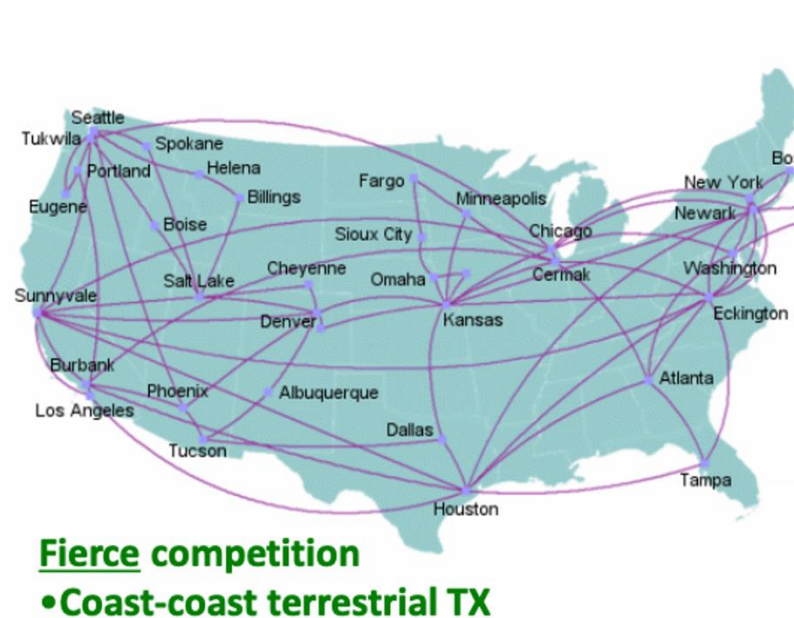 Seattle
Tukwila
Spokane
Bo
Portland
Helena
Fargo
New York
Eugene
Billings
Minneapolis
Newark
Boise
Sioux City
Chicago
Salt Lake
Cheyenne
Omaha
Cermak
Washington
Sunnyvale
Denver
Kansas
Eckington
Burbank
Phoenix
Albuquerque
Atlanta
Los Angeles
Dallas
Tucson
Tampa
Houston
Fierce competition
•Coast-coast terrestrial TX